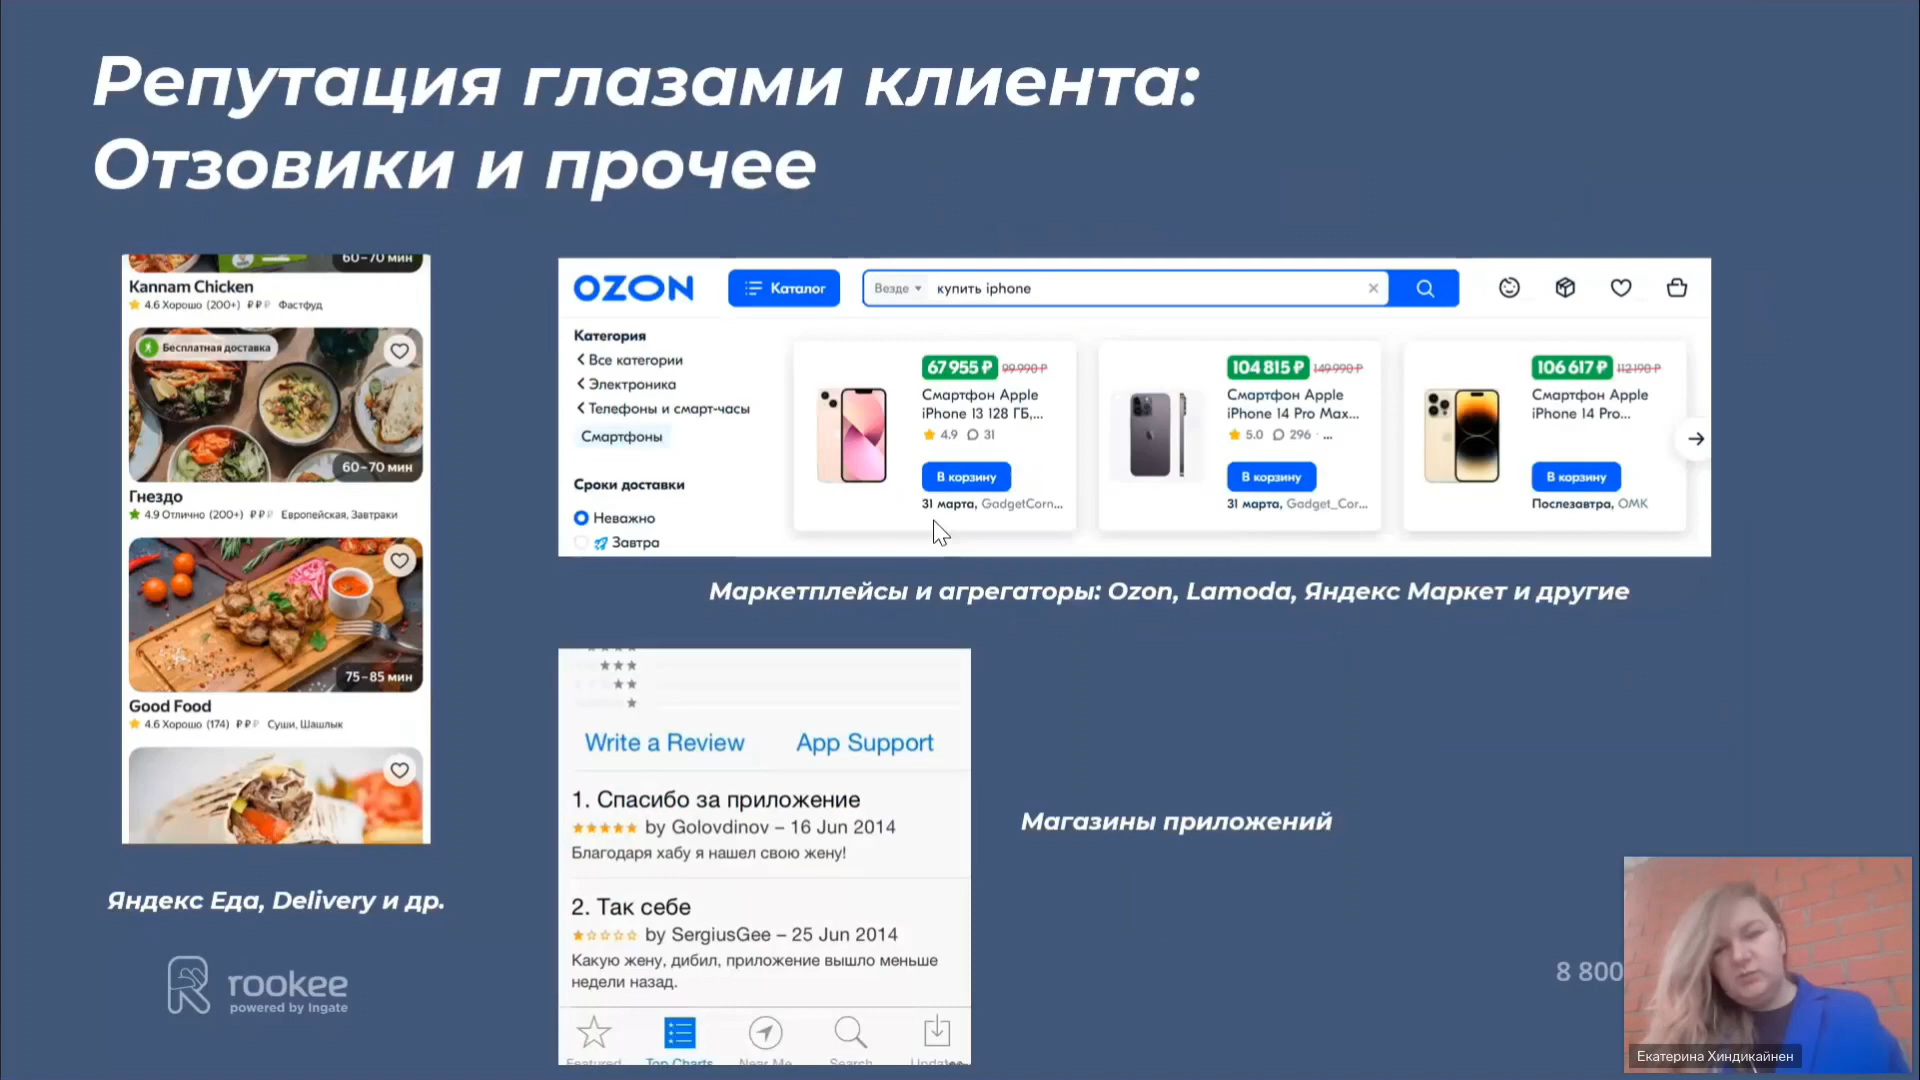 Репутация глазами клиента:
Отзовики и прочее
60–70 мин
Kannam Chicken
4.6 Хорошо (200+) ₽₽₽ Фастфуд
Бесплатная доставка
60–70 мин
Гнездо
4.9 Отлично (200+) ₽₽₽ Европейская, Завтраки
75–85 мин
Good Food
4.6 Хорошо (174) ₽₽₽ Суши, Шашлык
Яндекс Еда, Delivery и др.
OZON
Каталог
Везде
купить iphone
Категория
Все категории
Электроника
Телефоны и смарт-часы
Смартфоны
Сроки доставки
Неважно
Завтра
67 955 ₽ 99 990 ₽
Смартфон Apple
iPhone 13 128 ГБ,...
4.9 31
В корзину
31 марта, GadgetCorn...
104 815 ₽ 149 990 ₽
Смартфон Apple
iPhone 14 Pro Max...
5.0 296 · ...
В корзину
31 марта, Gadget_Cor...
106 617 ₽ 112 190 ₽
Смартфон Apple
iPhone 14 Pro...
В корзину
Послезавтра, ОМК
Маркетплейсы и агрегаторы: Ozon, Lamoda, Яндекс Маркет и другие
Write a Review
App Support
1. Спасибо за приложение
by Golovdinov – 16 Jun 2014
Благодаря хабу я нашел свою жену!
2. Так себе
by SergiusGee – 25 Jun 2014
Какую жену, дибил, приложение вышло меньше
недели назад.
Featured
Top Charts
Near Me
Search
Updates
Магазины приложений
rookee
powered by Ingate
8 800
Екатерина Хиндикайнен